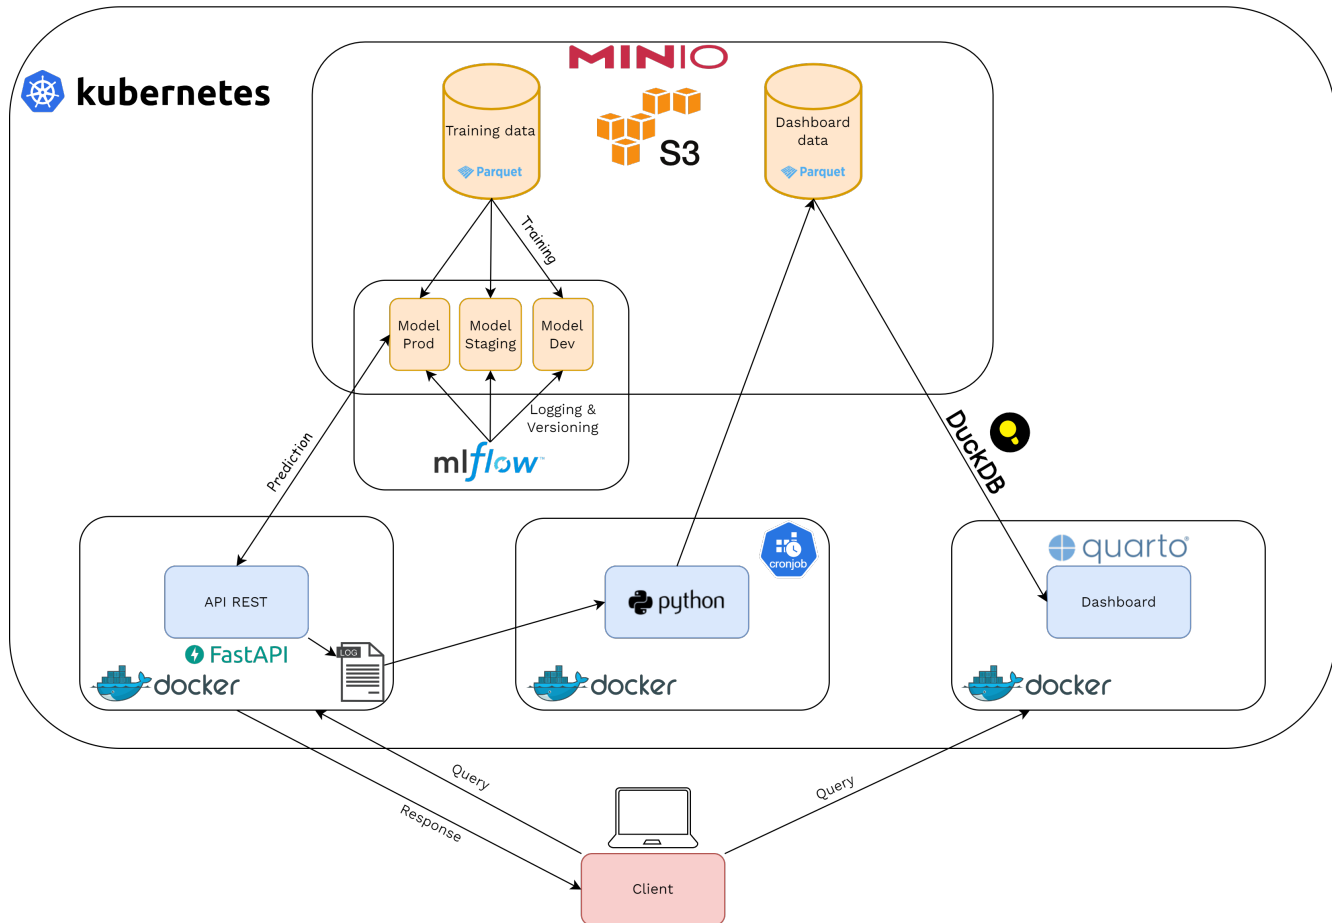 MINIO
kubernetes
S3
Training data
Parquet
Dashboard
data
Parquet
Training
Model
Prod
Model
Staging
Model
Dev
Logging &
Versioning
mlflow™
Prediction
DuckDB
API REST
FastAPI
LOG
docker
python
cronjob
docker
quarto®
Dashboard
docker
Query
Response
Query
Client